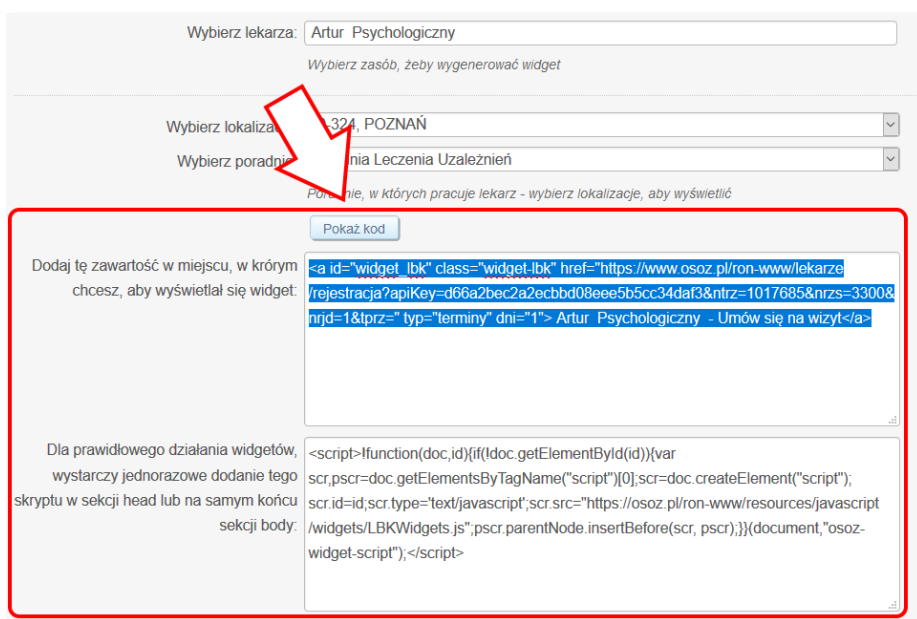 Wybierz lekarza: Artur Psychologiczny
Wybierz zasób, żeby wygenerować widget
Wybierz lokalizac -324, POZNAŃ
Wybierz poradni nia Leczenia Uzależnień
Poradnie, w których pracuje lekarz - wybierz lokalizacje, aby wyświetlić
Pokaż kod
Dodaj tę zawartość w miejscu, w krórym
chcesz, aby wyświetlał się widget:
<a id="widget_lbk" class="widget-lbk" href="https://www.osoz.pl/ron-www/lekarze
/rejestracja?apiKey=d66a2bec2a2ecbbd08eee5b5cc34daf3&ntrz=1017685&nrzs=3300&
nrjd=1&tprz=" typ="terminy" dni="1"> Artur Psychologiczny - Umów się na wizyt</a>
Dla prawidłowego działania widgetów,
wystarczy jednorazowe dodanie tego
skryptu w sekcji head lub na samym końcu
sekcji body:
<script>!function(doc,id){if(!doc.getElementById(id)){var
scr,pscr=doc.getElementsByTagName("script")[0];scr=doc.createElement("script");
scr.id=id;scr.type='text/javascript';scr.src="https://osoz.pl/ron-www/resources/javascript
/widgets/LBKWidgets.js";pscr.parentNode.insertBefore(scr, pscr);}}(document,"osoz-
widget-script");</script>